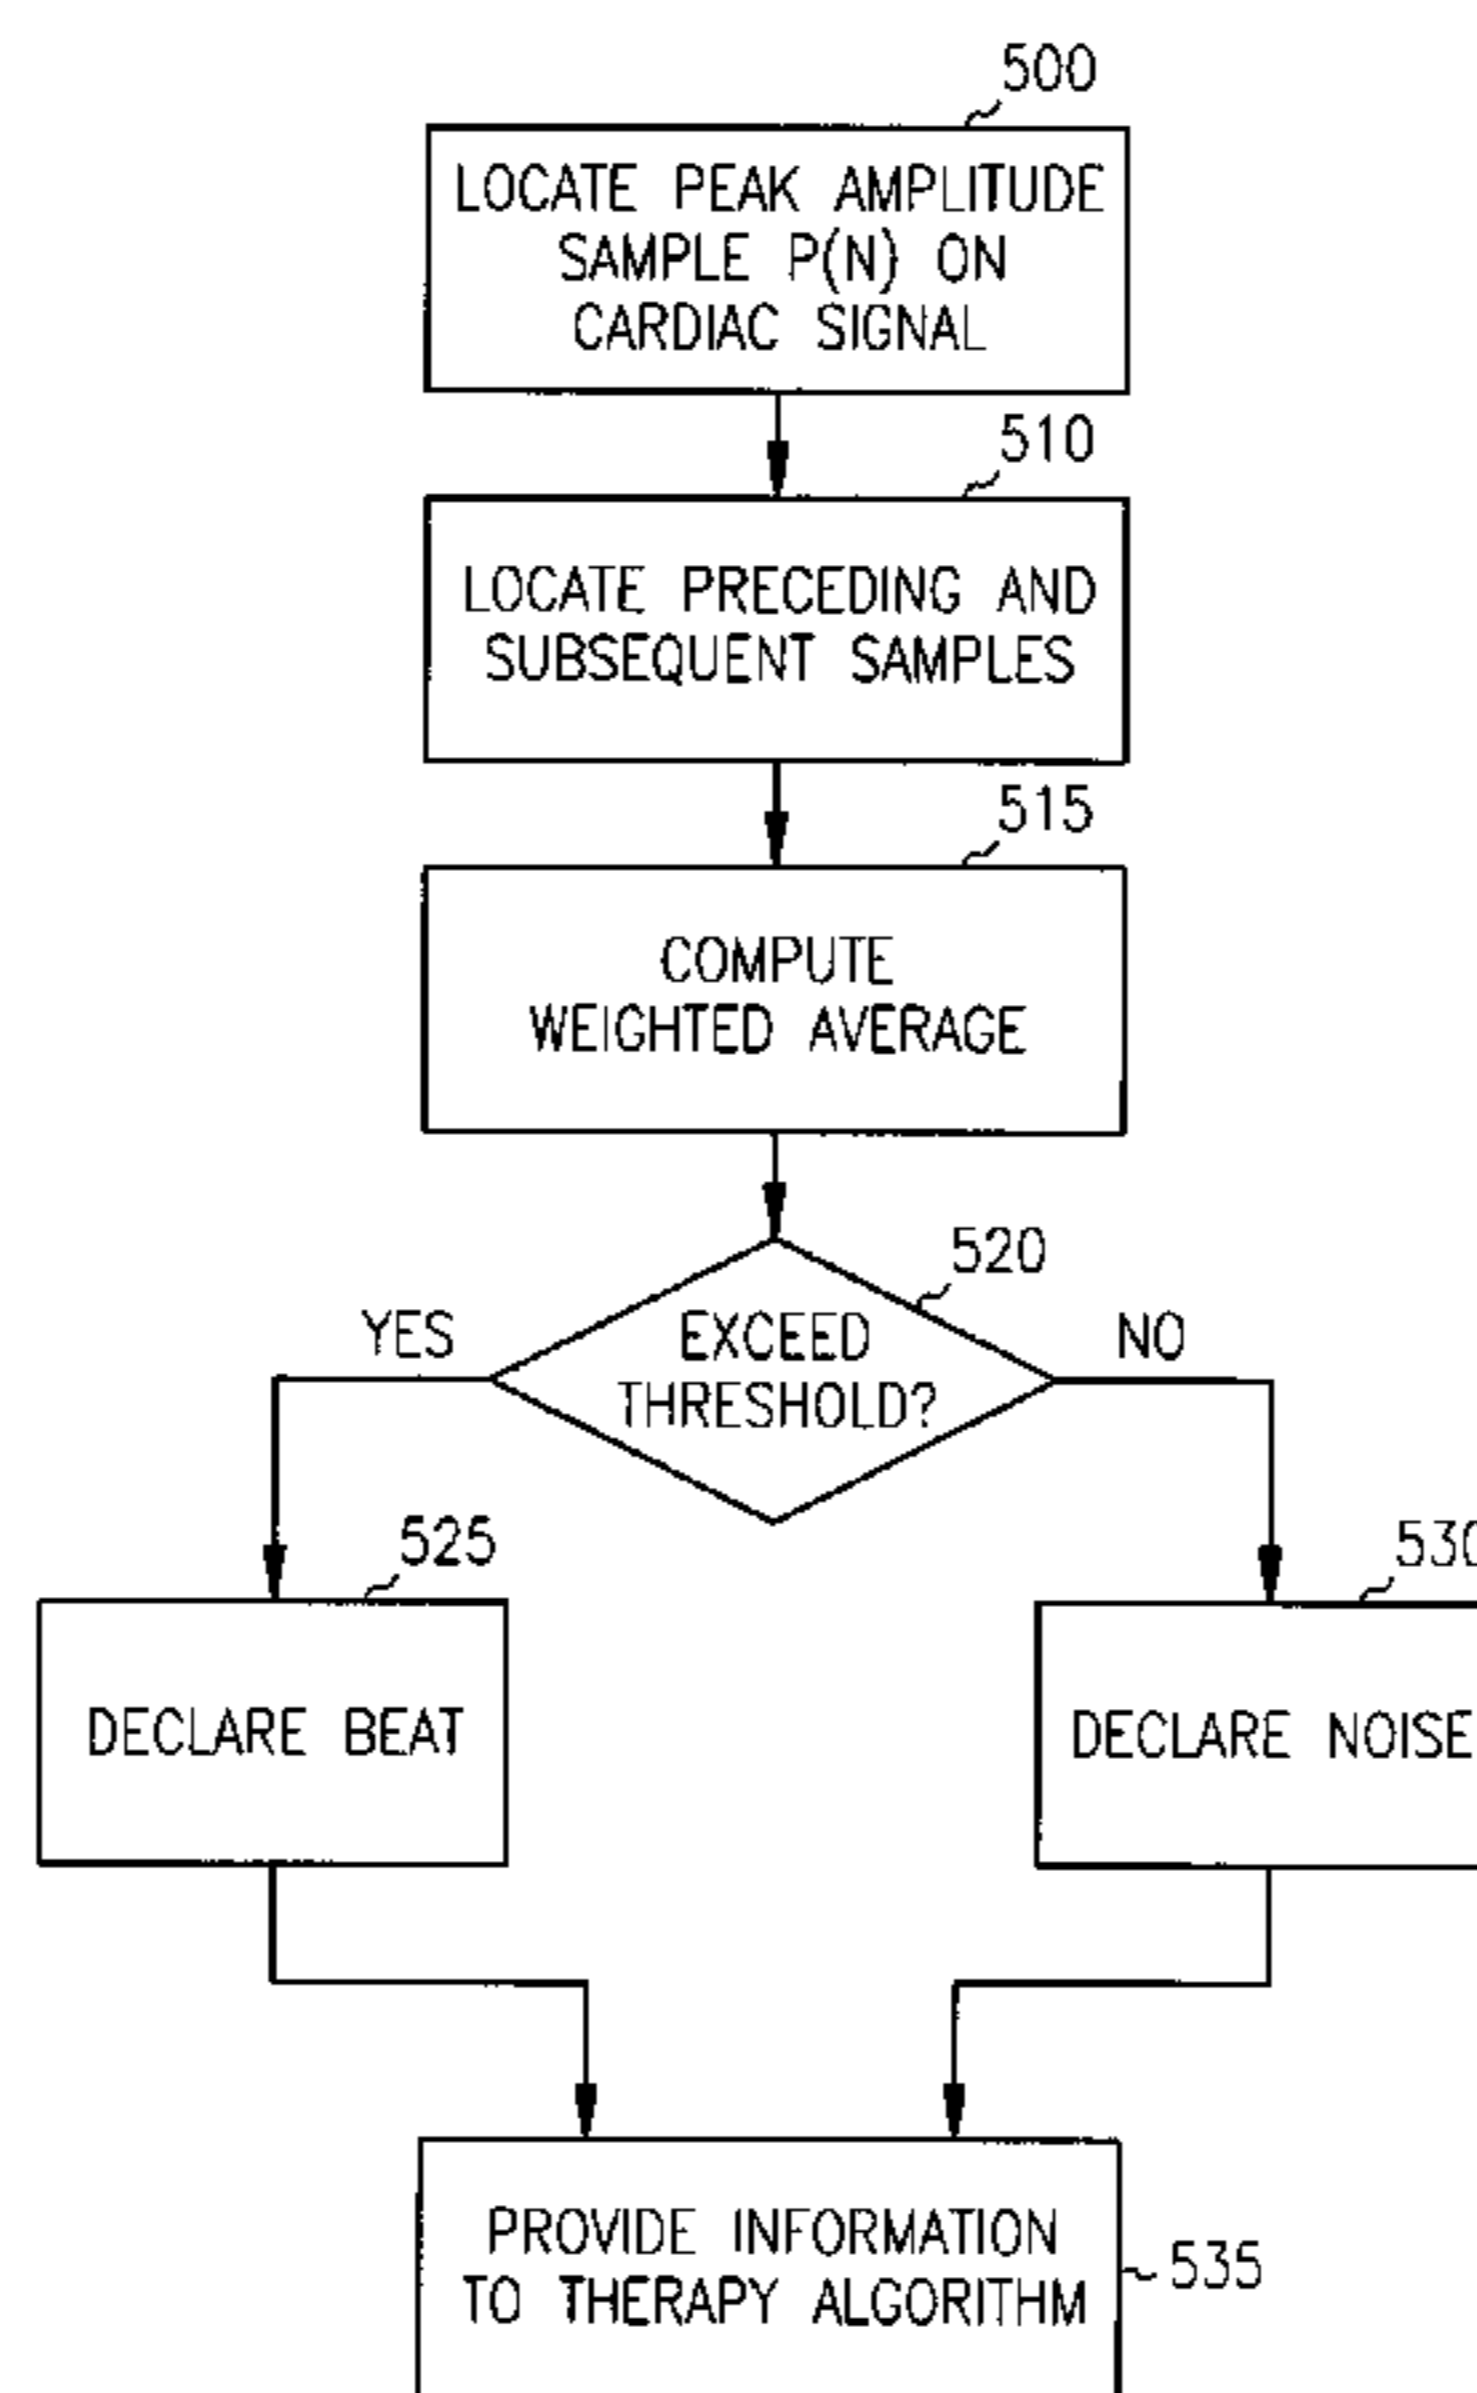 500
LOCATE PEAK AMPLITUDE
SAMPLE P(N) ON
CARDIAC SIGNAL
510
LOCATE PRECEDING AND
SUBSEQUENT SAMPLES
515
COMPUTE
WEIGHTED AVERAGE
520
YES
EXCEED
THRESHOLD?
NO
525
530
DECLARE BEAT
DECLARE NOISE
PROVIDE INFORMATION
TO THERAPY ALGORITHM
535